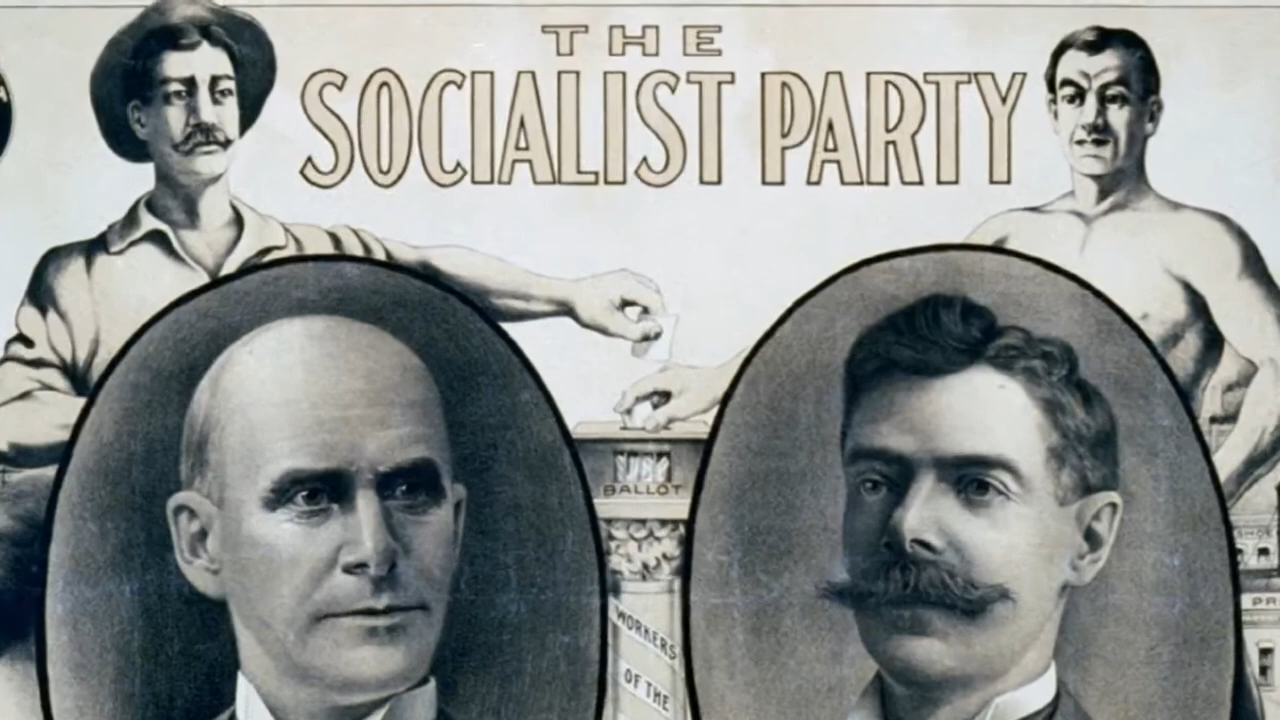 THE
SOCIALIST PARTY
BALLOT
WORKERS
OF THE